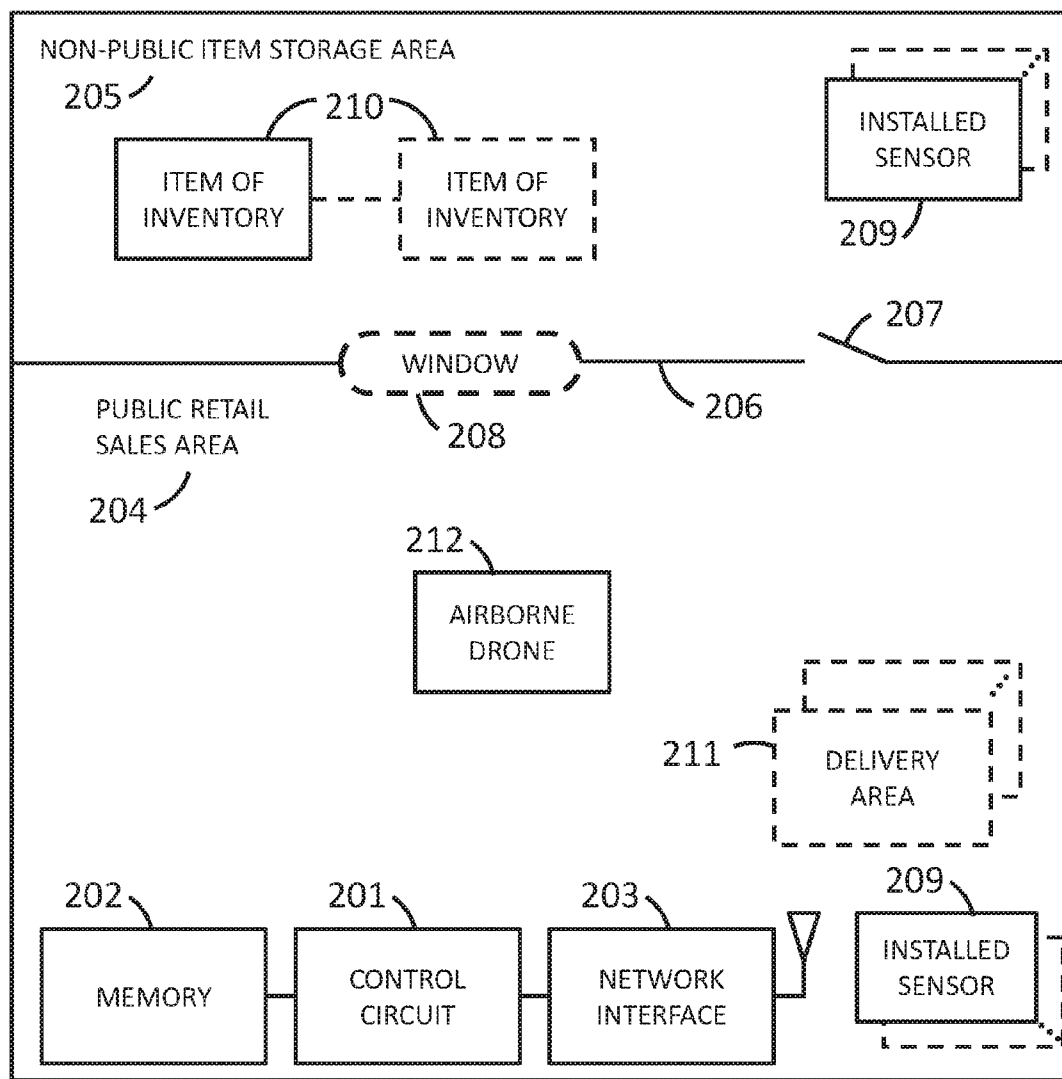 NON-PUBLIC ITEM STORAGE AREA
205
210
ITEM OF
INVENTORY
ITEM OF
INVENTORY
INSTALLED
SENSOR
209
207
WINDOW
208
206
PUBLIC RETAIL
SALES AREA
204
212
AIRBORNE
DRONE
211
DELIVERY
AREA
202
MEMORY
201
CONTROL
CIRCUIT
203
NETWORK
INTERFACE
209
INSTALLED
SENSOR